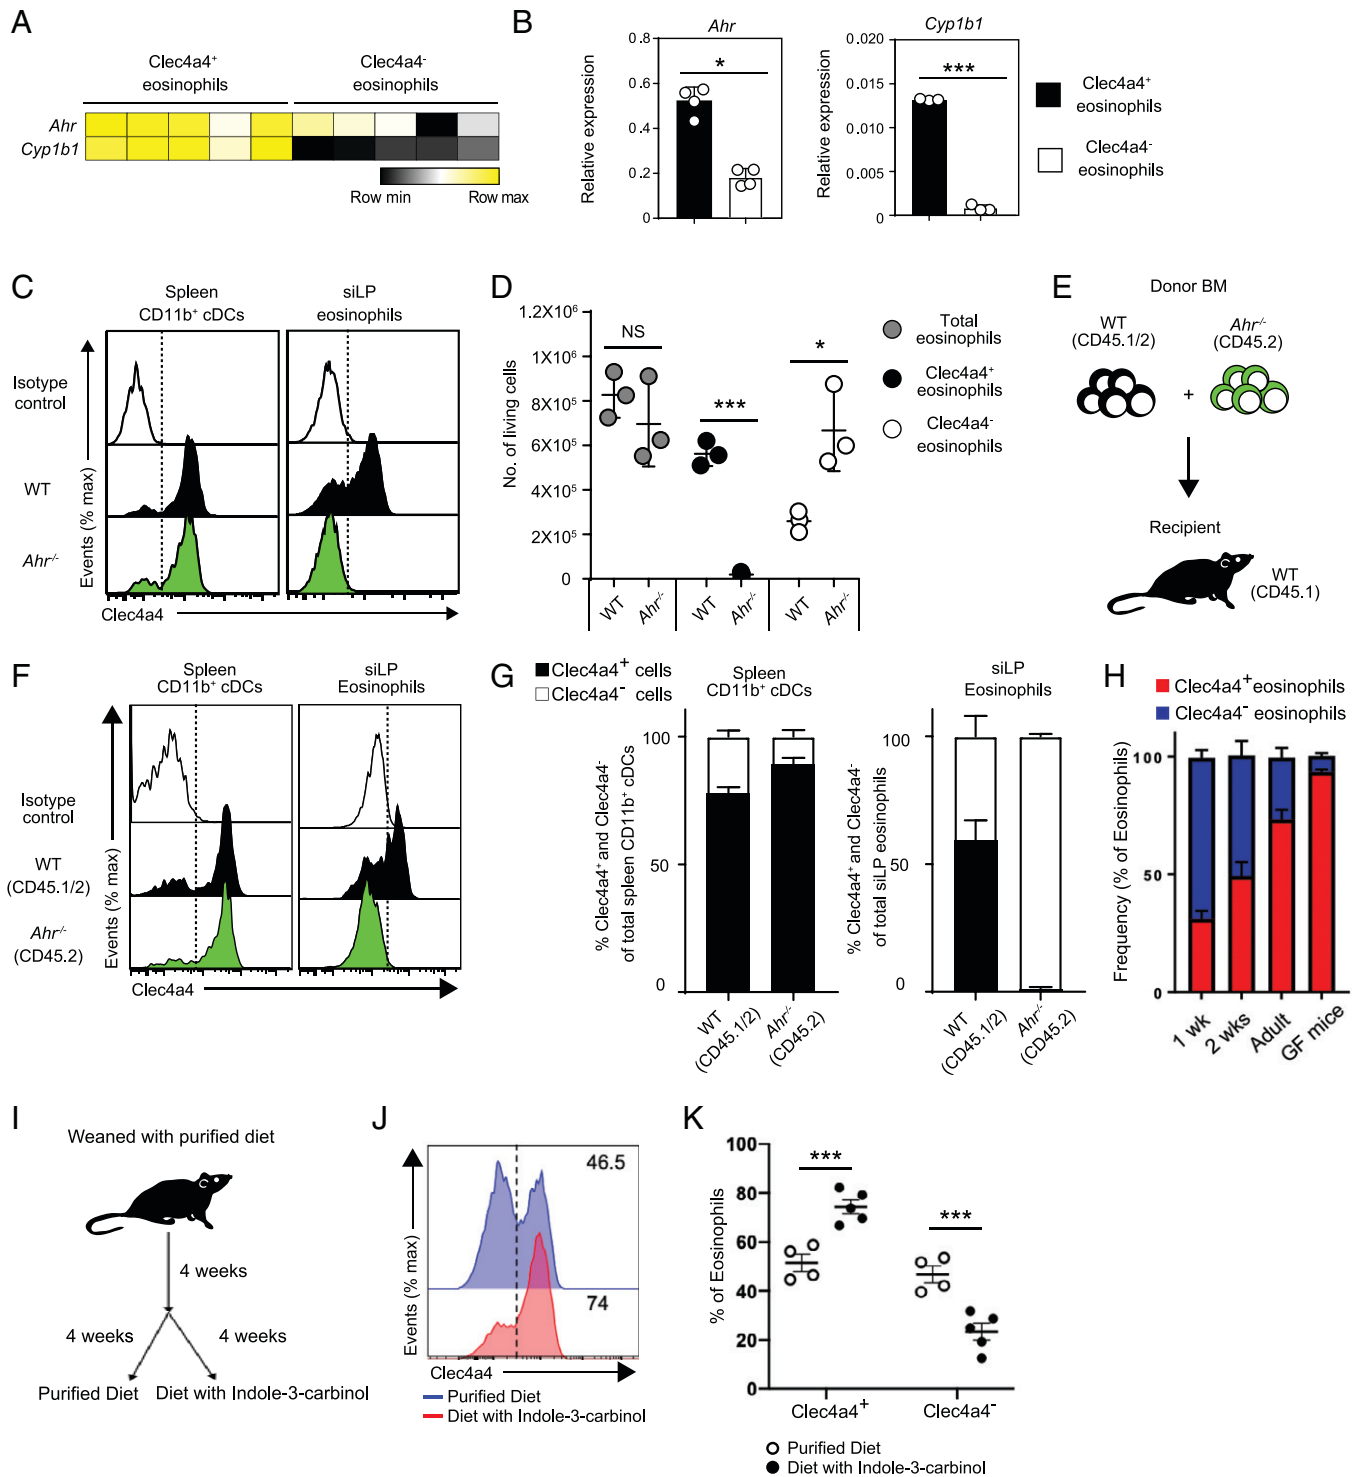 A
Clec4a4+ eosinophils
Clec4a4- eosinophils
Ahr
Cyp1b1
Row min
Row max
B
Ahr
Relative expression
0.8
0.6
0.4
0.2
0
*
Cyp1b1
Relative expression
0.020
0.015
0.010
0.005
0
***
Clec4a4+
eosinophils
Clec4a4-
eosinophils
C
Spleen
CD11b+ cDCs
siLP
eosinophils
Isotype
control
WT
Ahr-/-
Events (% max)
Clec4a4
D
No. of living cells
1.2X10⁶
1X10⁶
8X10⁵
6X10⁵
4X10⁵
2X10⁵
0
NS
***
*
WT
Ahr-/-
WT
Ahr-/-
WT
Ahr-/-
Total
eosinophils
Clec4a4+
eosinophils
Clec4a4-
eosinophils
E
Donor BM
WT
(CD45.1/2)
Ahr-/-
(CD45.2)
+
Recipient
WT
(CD45.1)
F
Spleen
CD11b+ cDCs
siLP
Eosinophils
Isotype
control
WT
(CD45.1/2)
Ahr-/-
(CD45.2)
Events (% max)
Clec4a4
G
Clec4a4+ cells
Clec4a4- cells
Spleen
CD11b+ cDCs
% Clec4a4+ and Clec4a4-
of total spleen CD11b+ cDCs
100
50
0
WT
(CD45.1/2)
Ahr-/-
(CD45.2)
siLP
Eosinophils
% Clec4a4+ and Clec4a4-
of total siLP eosinophils
100
50
0
WT
(CD45.1/2)
Ahr-/-
(CD45.2)
H
Clec4a4+ eosinophils
Clec4a4- eosinophils
Frequency (% of Eosinophils)
100
50
0
1 wk
2 wks
Adult
GF mice
I
Weaned with purified diet
4 weeks
4 weeks
4 weeks
Purified Diet
Diet with Indole-3-carbinol
J
46.5
74
Events (% max)
Clec4a4
Purified Diet
Diet with Indole-3-carbinol
K
% of Eosinophils
100
80
60
40
20
0
***
***
Clec4a4+
Clec4a4-
Purified Diet
Diet with Indole-3-carbinol